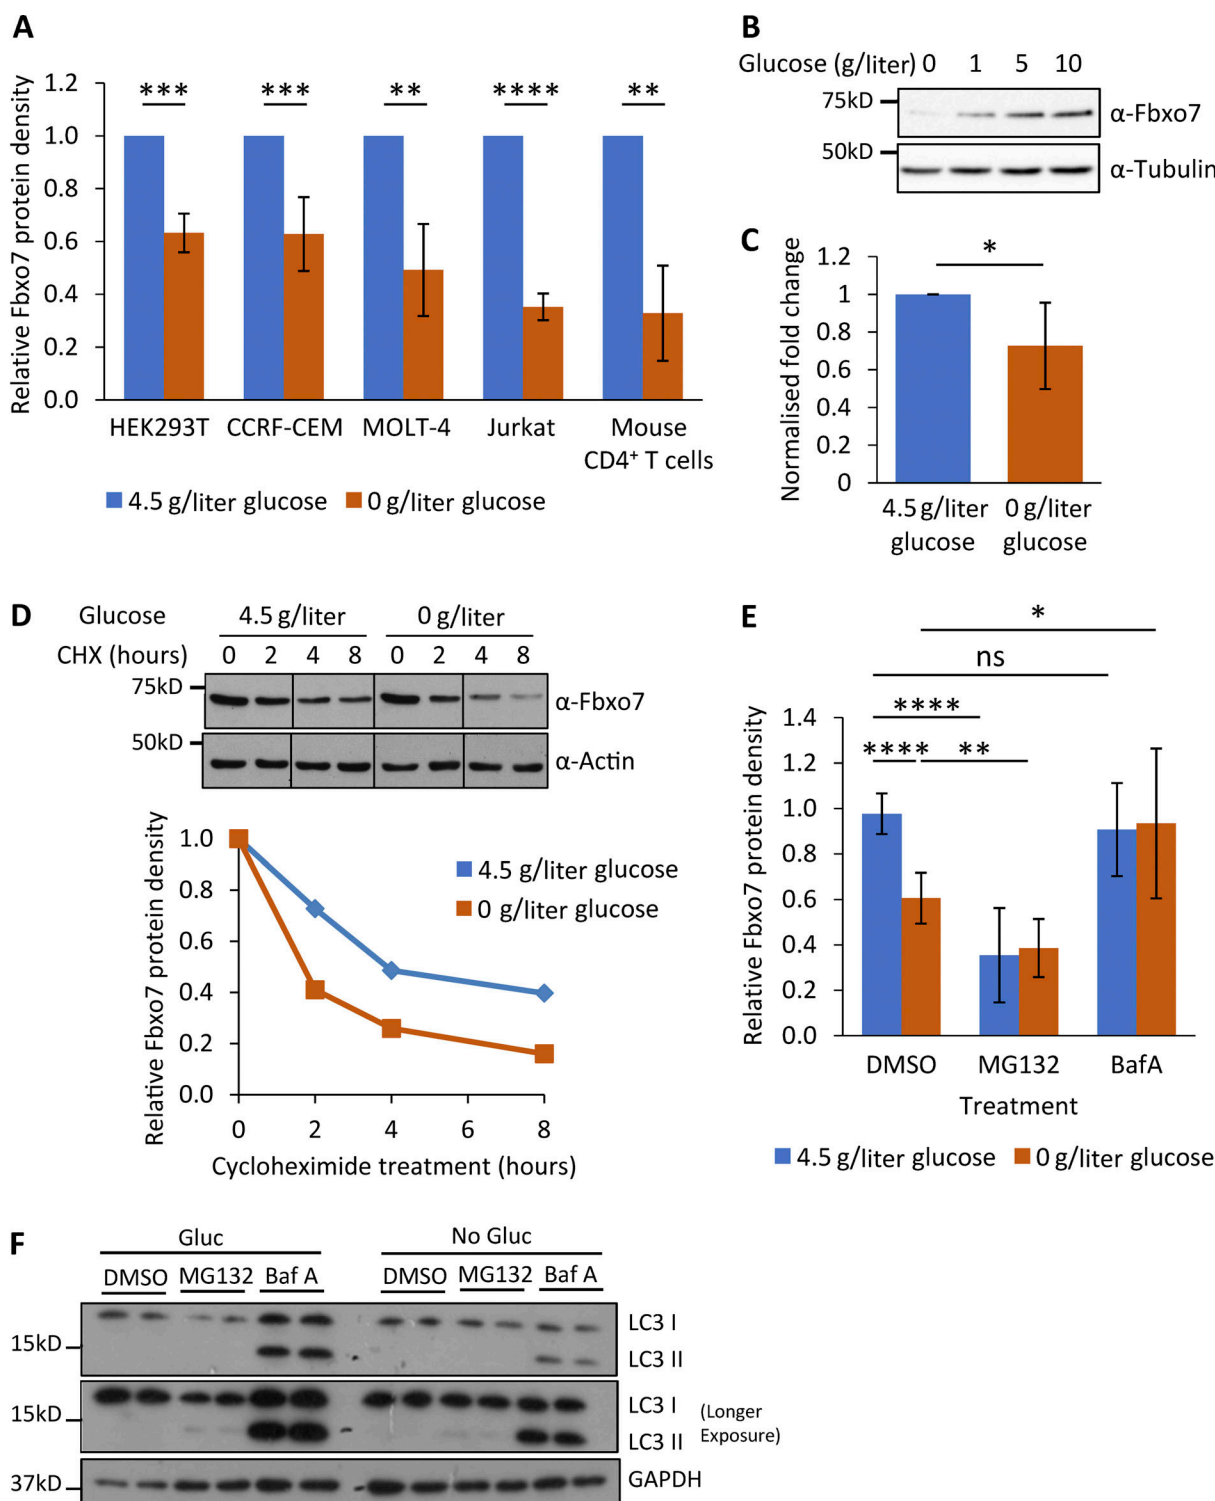 A
Relative Fbxo7 protein density
1.2
1.0
0.8
0.6
0.4
0.2
0.0
*** *** ** **** **
HEK293T CCRF-CEM MOLT-4 Jurkat Mouse
CD4+ T cells
4.5 g/liter glucose 0 g/liter glucose
B
Glucose (g/liter) 0 1 5 10
75kD
α-Fbxo7
50kD
α-Tubulin
C
Normalised fold change
1.2
1
0.8
0.6
0.4
0.2
0
*
4.5 g/liter 0 g/liter
glucose glucose
D
Glucose 4.5 g/liter 0 g/liter
CHX (hours) 0 2 4 8 0 2 4 8
75kD
α-Fbxo7
50kD
α-Actin
Relative Fbxo7 protein density
1.0
0.8
0.6
0.4
0.2
0.0
4.5 g/liter glucose
0 g/liter glucose
0 2 4 6 8
Cycloheximide treatment (hours)
E
*
ns
****
**** **
Relative Fbxo7 protein density
1.4
1.2
1.0
0.8
0.6
0.4
0.2
0.0
DMSO MG132 BafA
Treatment
4.5 g/liter glucose 0 g/liter glucose
F
Gluc No Gluc
DMSO MG132 Baf A DMSO MG132 Baf A
LC3 I
15kD
LC3 II
LC3 I (Longer
15kD
LC3 II Exposure)
37kD
GAPDH